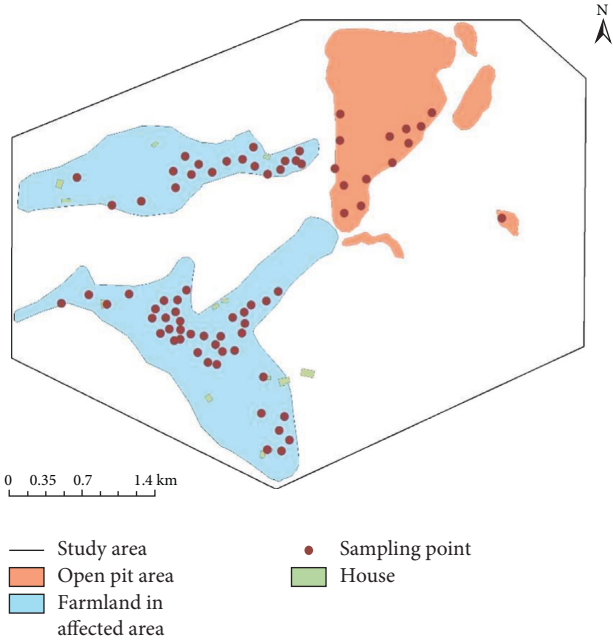 N
0 0.35 0.7 1.4 km
Study area
Open pit area
Farmland in
affected area
Sampling point
House